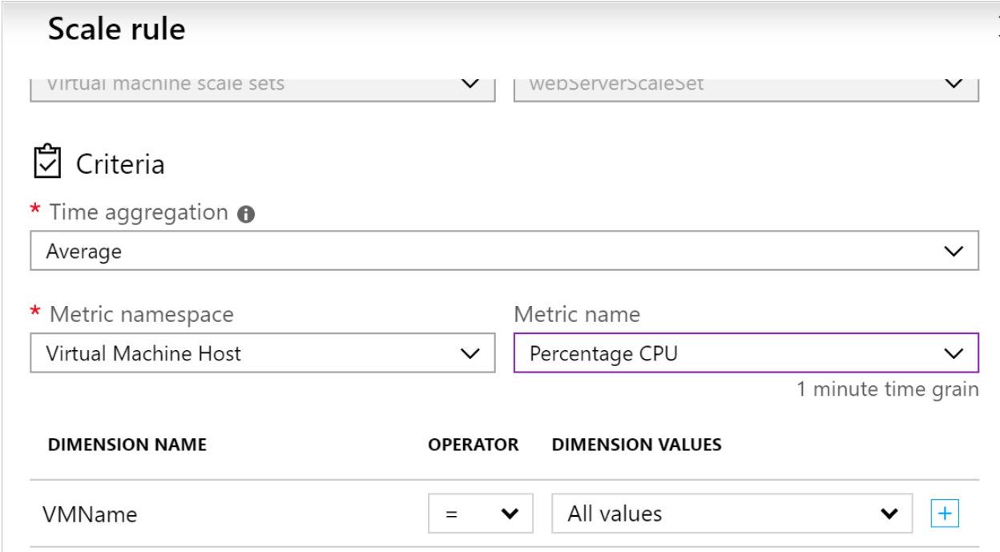 Scale rule
Virtual machine scale sets webServerScaleSet
Criteria
* Time aggregation
Average
* Metric namespace Metric name
Virtual Machine Host Percentage CPU
1 minute time grain
DIMENSION NAME OPERATOR DIMENSION VALUES
VMName = All values +